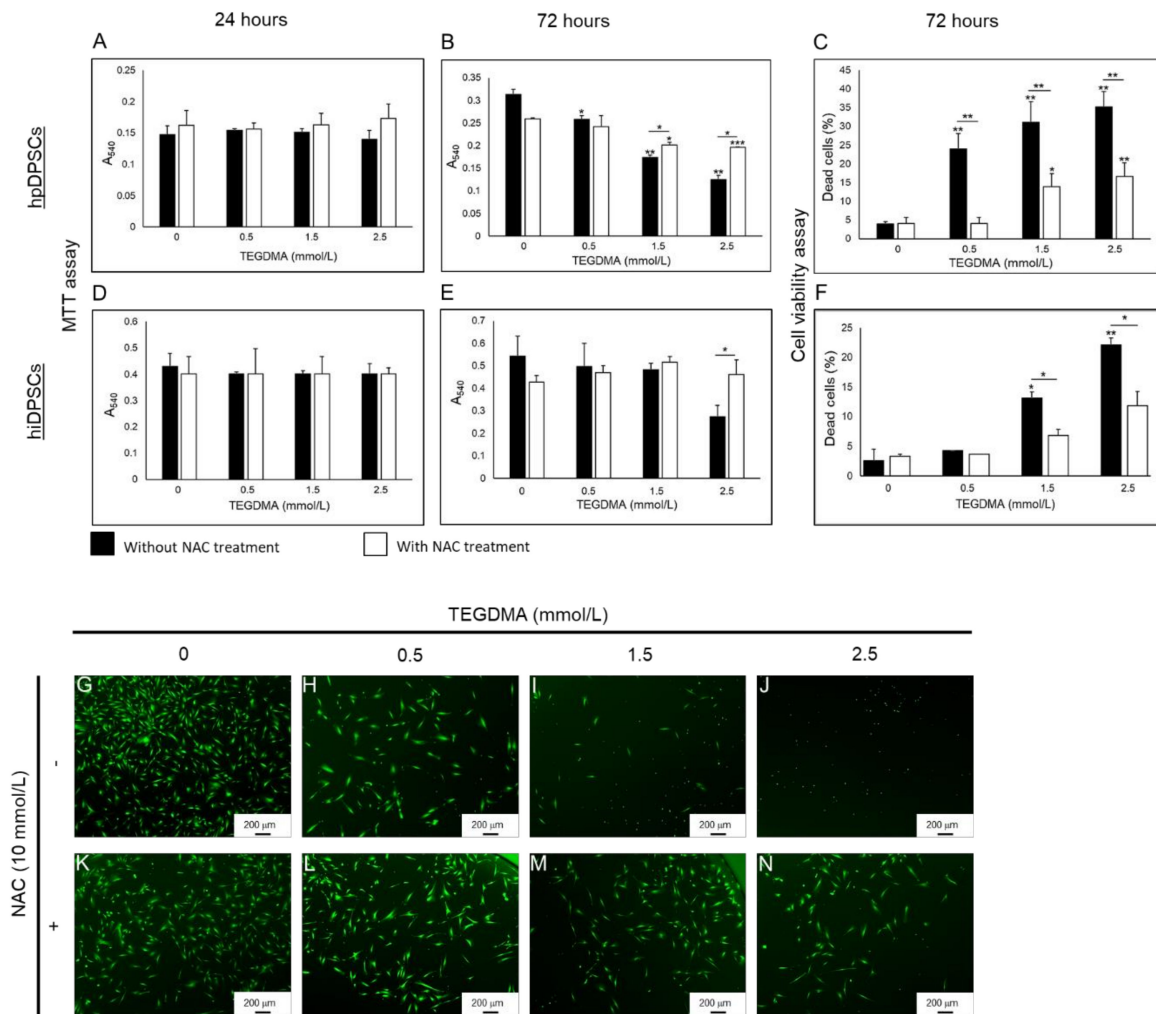 24 hours
72 hours
72 hours
hpDPSCs
hiDPSCs
MTT assay
Cell viability assay
A
0.25
0.2
0.15
0.1
0.05
0
A540
0 0.5 1.5 2.5
TEGDMA (mmol/L)
B
0.35
0.3
0.25
0.2
0.15
0.1
0.050
0
A540
*
**
*
*
**
*
***
0 0.5 1.5 2.5
TEGDMA (mmol/L)
C
45
40
35
30
25
20
15
10
5
0
Dead cells (%)
**
**
**
**
*
**
**
**
0 0.5 1.5 2.5
TEGDMA (mmol/L)
D
0.6
0.5
0.4
0.3
0.2
0.1
0
A540
0 0.5 1.5 2.5
TEGDMA (mmol/L)
E
0.7
0.6
0.5
0.4
0.3
0.2
0.1
0
A540
*
0 0.5 1.5 2.5
TEGDMA (mmol/L)
F
25
20
15
10
5
0
Dead cells (%)
*
*
**
*
0 0.5 1.5 2.5
TEGDMA (mmol/L)
Without NAC treatment
With NAC treatment
TEGDMA (mmol/L)
0 0.5 1.5 2.5
NAC (10 mmol/L)
-
G
200 μm
H
200 μm
I
200 μm
J
200 μm
+
K
200 μm
L
200 μm
M
200 μm
N
200 μm